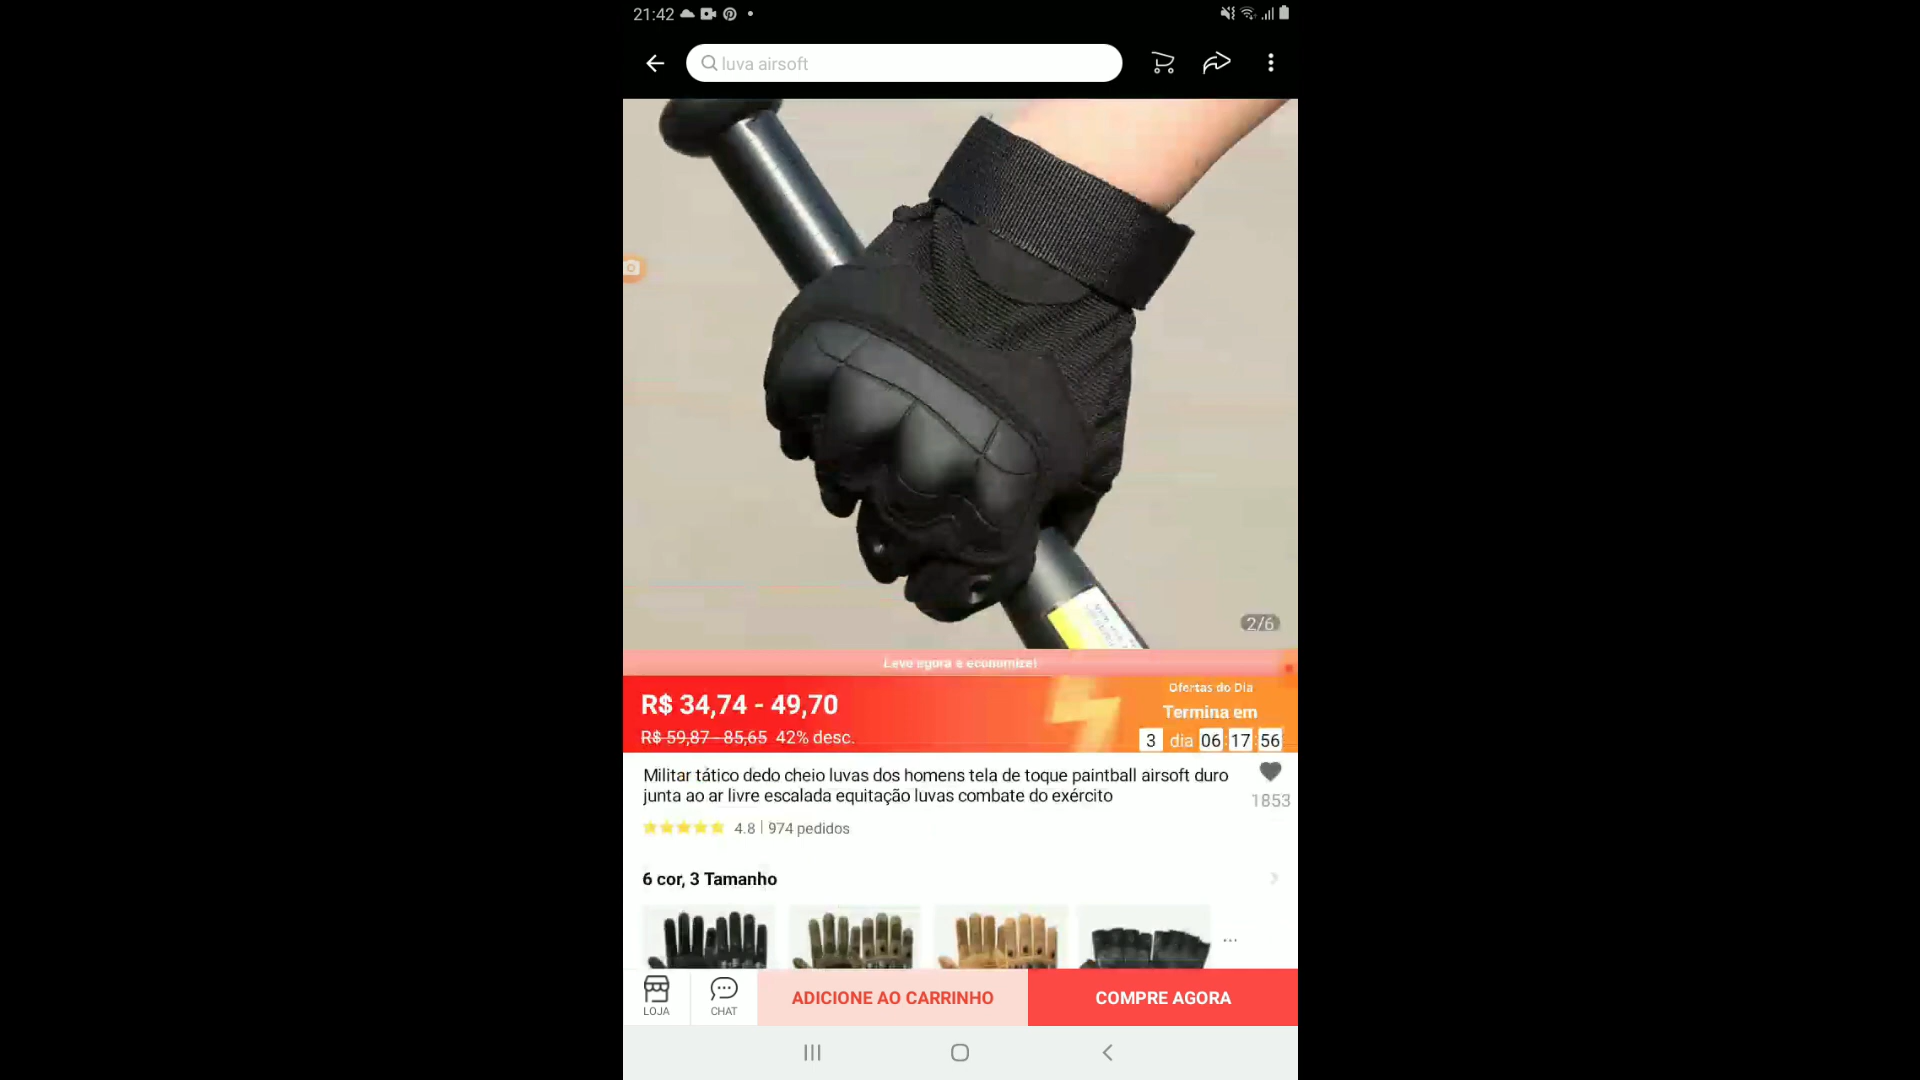 21:42
luva airsoft
2/6
Leve agora e economize!
R$ 34,74 - 49,70
R$ 59,87 - 85,65 42% desc.
Ofertas do Dia
Termina em
3 dia 06:17:56
Militar tático dedo cheio luvas dos homens tela de toque paintball airsoft duro
junta ao ar livre escalada equitação luvas combate do exército
1853
4.8 | 974 pedidos
6 cor, 3 Tamanho
...
LOJA
CHAT
ADICIONE AO CARRINHO
COMPRE AGORA